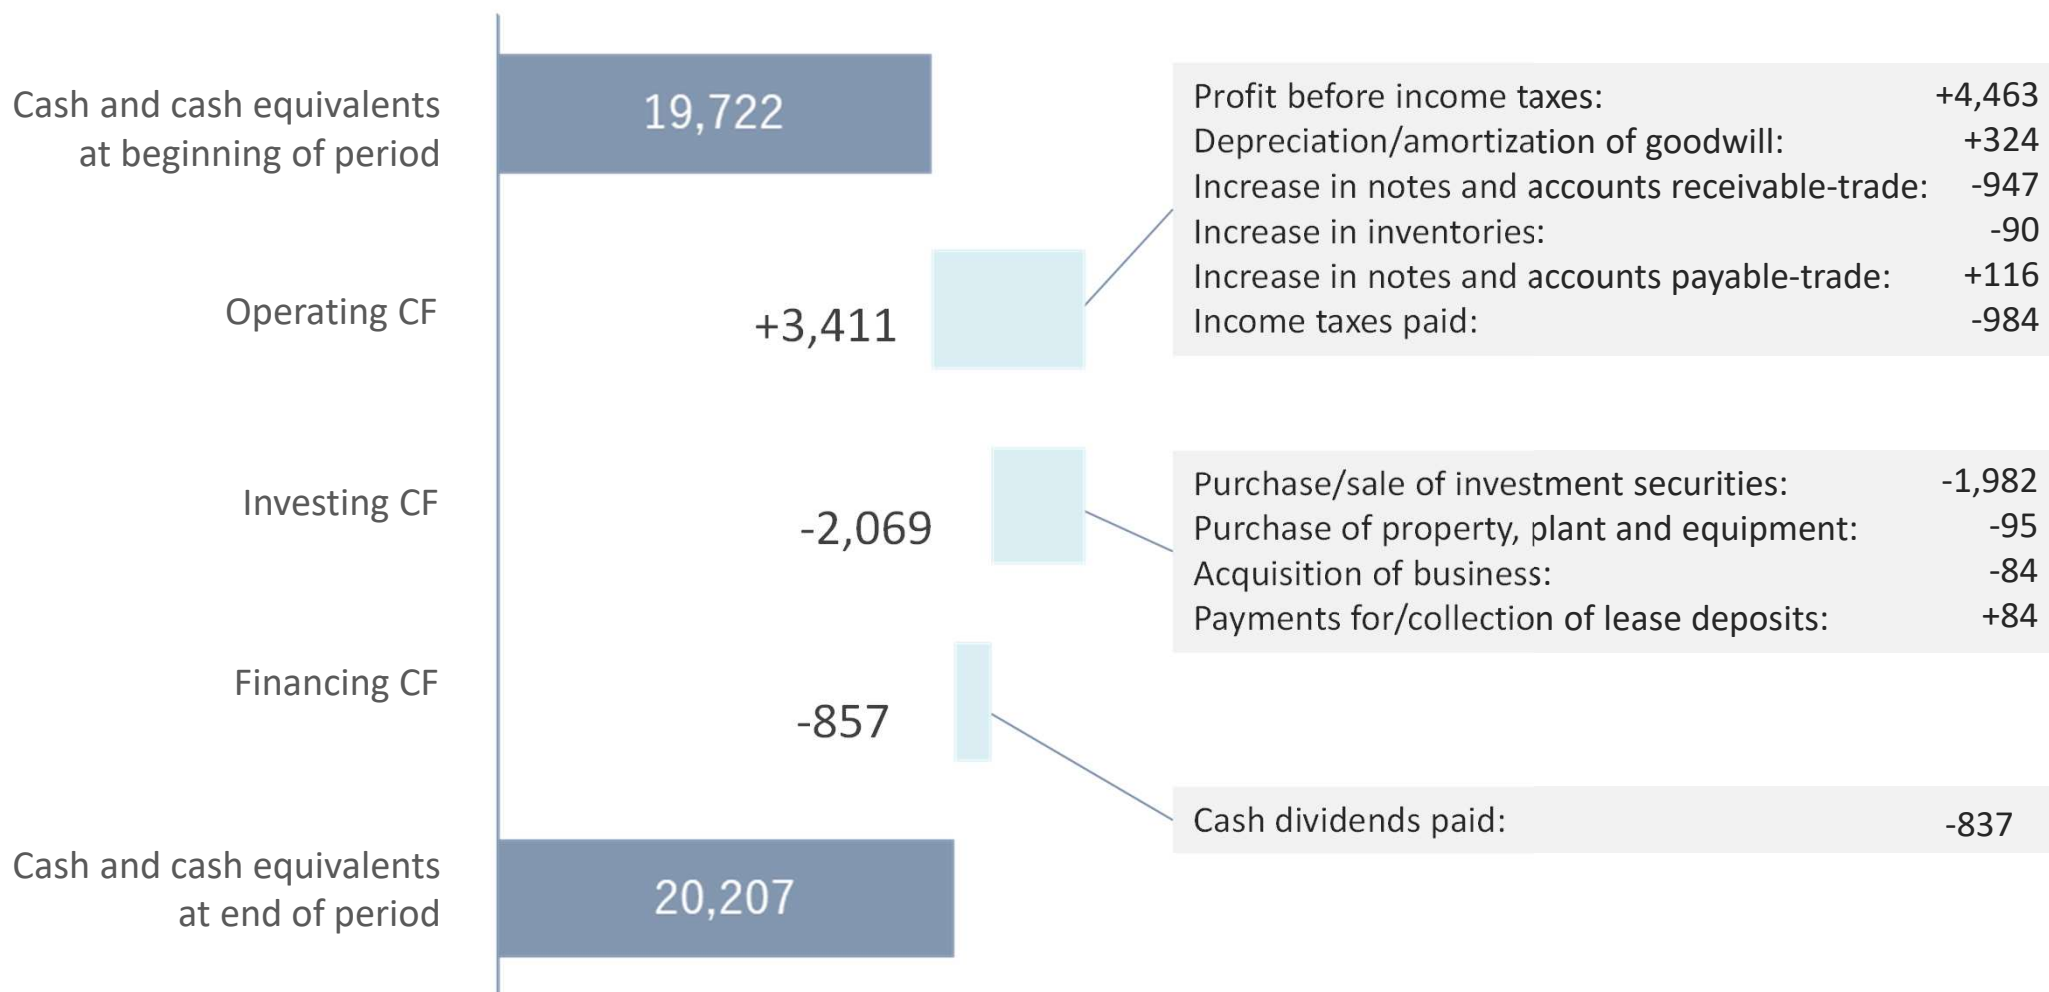 Cash and cash equivalents
at beginning of period
19,722
Profit before income taxes: +4,463
Depreciation/amortization of goodwill: +324
Increase in notes and accounts receivable-trade: -947
Increase in inventories: -90
Increase in notes and accounts payable-trade: +116
Income taxes paid: -984
Operating CF
+3,411
Investing CF
-2,069
Purchase/sale of investment securities: -1,982
Purchase of property, plant and equipment: -95
Acquisition of business: -84
Payments for/collection of lease deposits: +84
Financing CF
-857
Cash dividends paid: -837
Cash and cash equivalents
at end of period
20,207